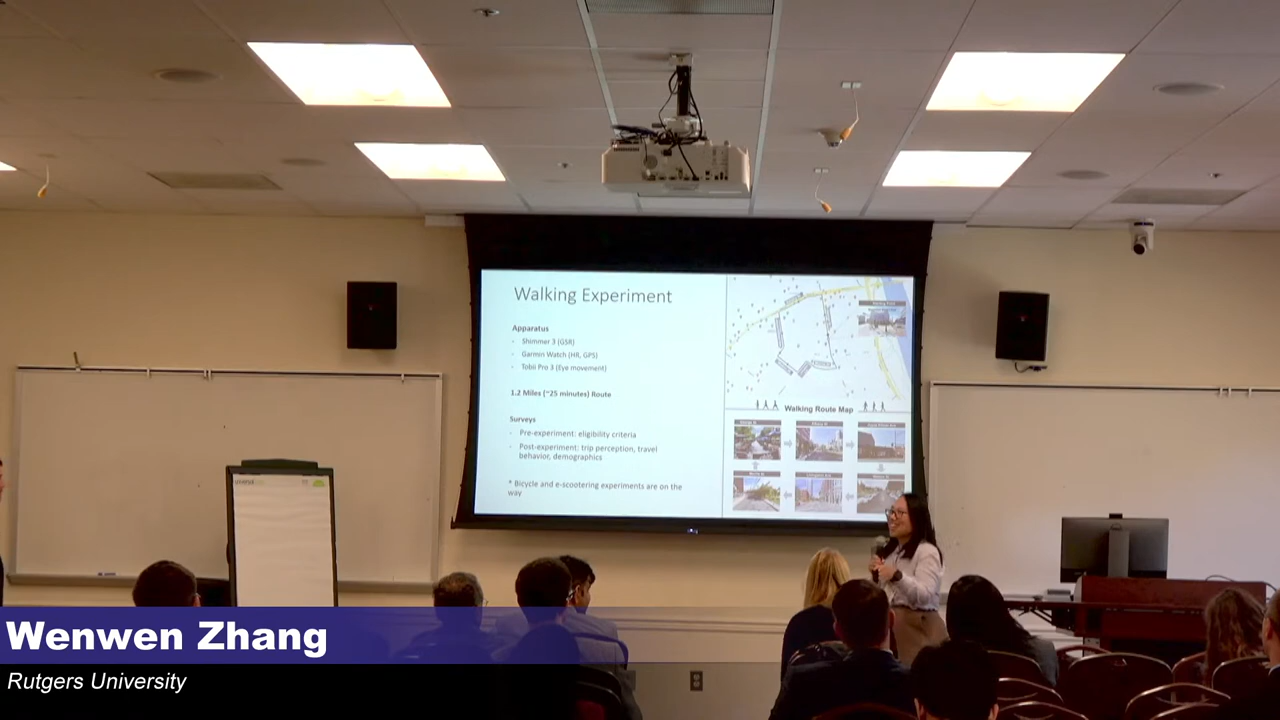 Walking Experiment
Apparatus
- Shimmer 3 (GSR)
- Garmin Watch (HR, GPS)
- Tobii Pro 3 (Eye movement)
1.2 Miles (~25 minutes) Route
Surveys
- Pre-experiment: eligibility criteria
- Post-experiment: trip perception, travel
behavior, demographics
* Bicycle and e-scootering experiments are on the
way
Walking Route Map
Wenwen Zhang
Rutgers University